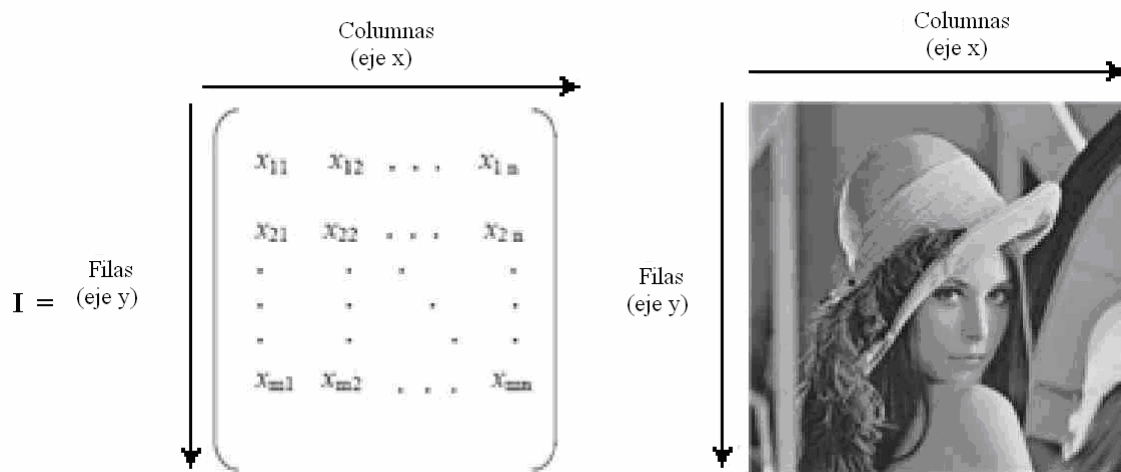 Columnas
(eje x)
Columnas
(eje x)
I =
Filas
(eje y)
x11 x12 . . . x1n
x21 x22 . . . x2n
. . . .
. . . .
. . . .
xm1 xm2 . . . xmn
Filas
(eje y)